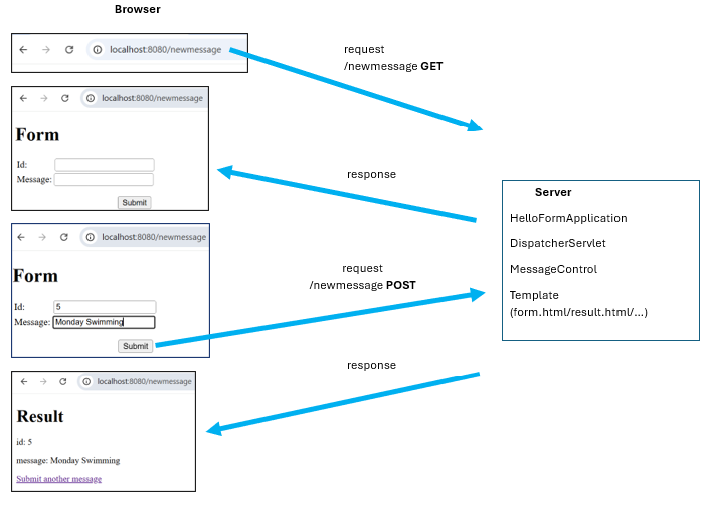 Browser
localhost:8080/newmessage
request
/newmessage GET
localhost:8080/newmessage
Form
Id:
Message:
Submit
response
Server
HelloFormApplication
DispatcherServlet
MessageControl
Template
(form.html/result.html/...)
localhost:8080/newmessage
Form
Id: 5
Message: Monday Swimming
Submit
request
/newmessage POST
response
localhost:8080/newmessage
Result
id: 5
message: Monday Swimming
Submit another message